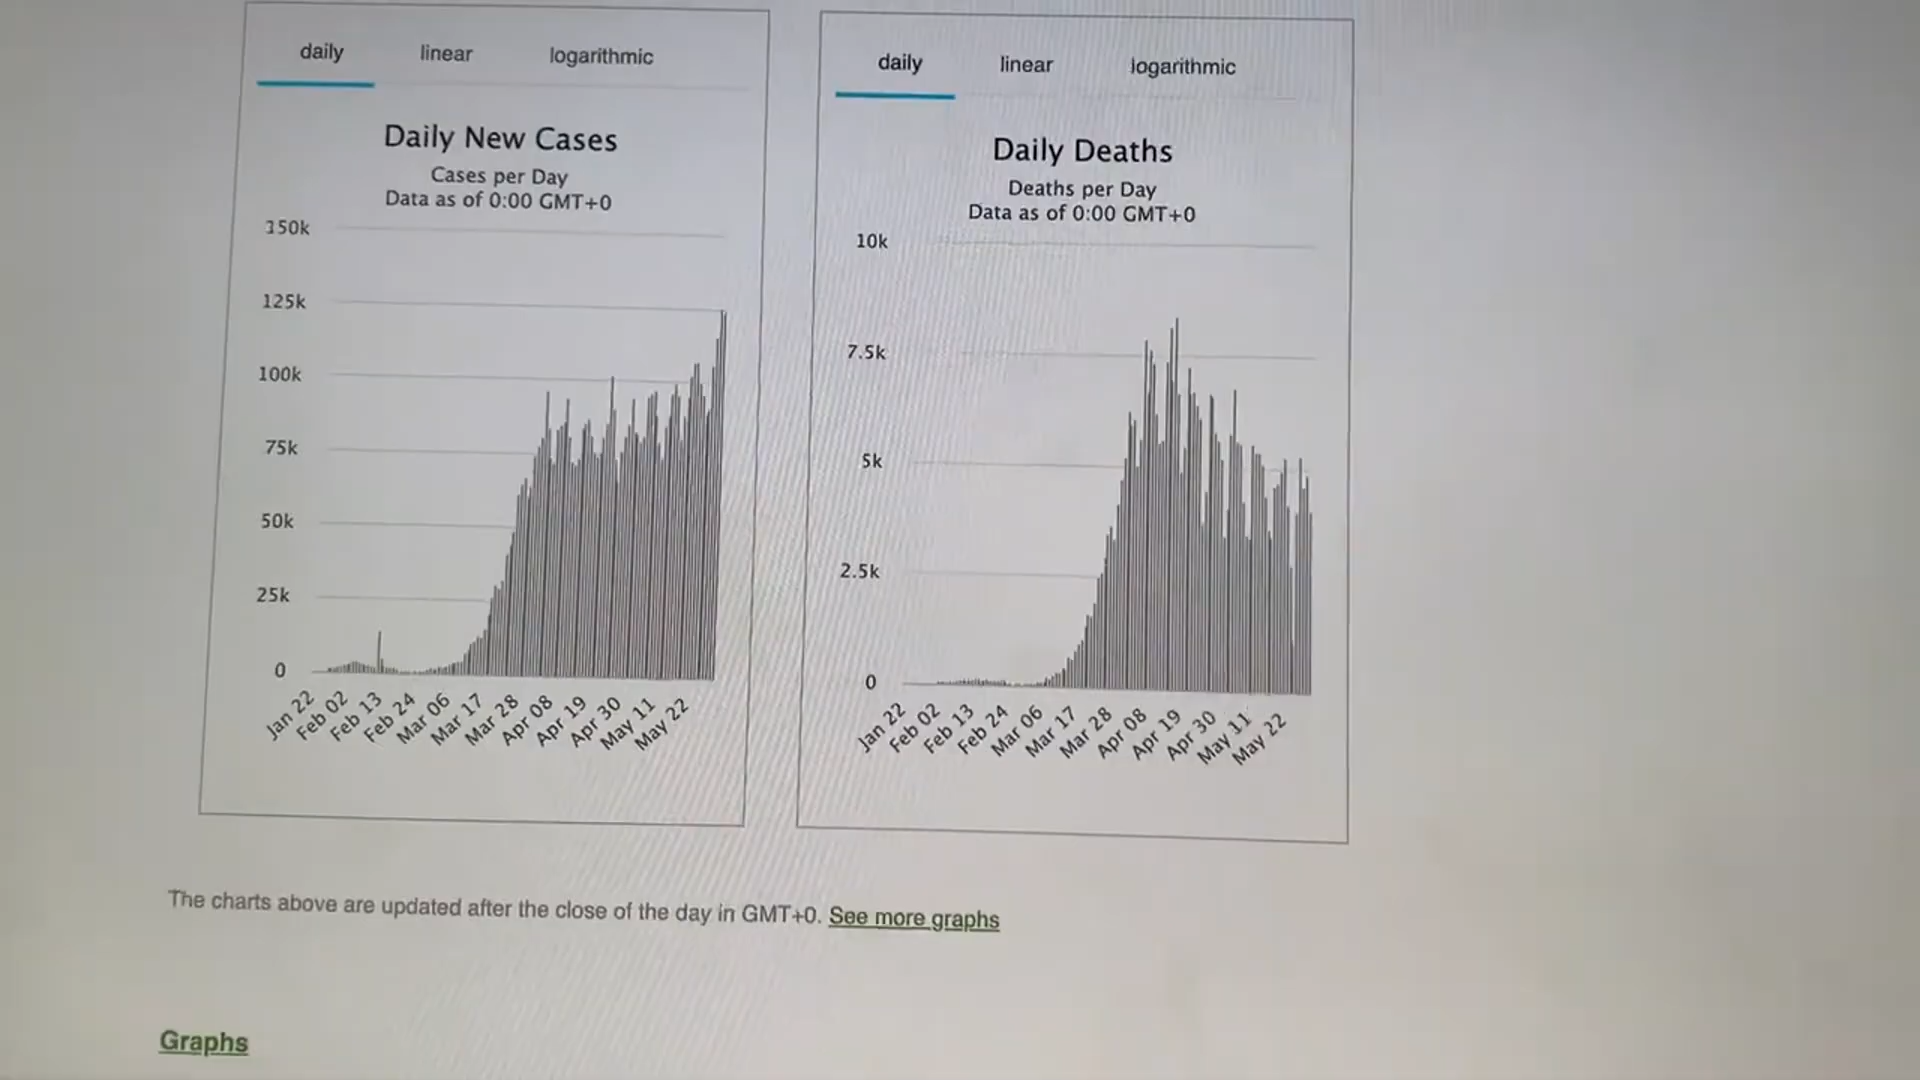 daily linear logarithmic
Daily New Cases
Cases per Day
Data as of 0:00 GMT+0
150k
125k
100k
75k
50k
25k
0
Jan 22
Feb 02
Feb 13
Feb 24
Mar 06
Mar 17
Mar 28
Apr 08
Apr 19
Apr 30
May 11
May 22
daily linear logarithmic
Daily Deaths
Deaths per Day
Data as of 0:00 GMT+0
10k
7.5k
5k
2.5k
0
Jan 22
Feb 02
Feb 13
Feb 24
Mar 06
Mar 17
Mar 28
Apr 08
Apr 19
Apr 30
May 11
May 22
The charts above are updated after the close of the day in GMT+0. See more graphs
Graphs